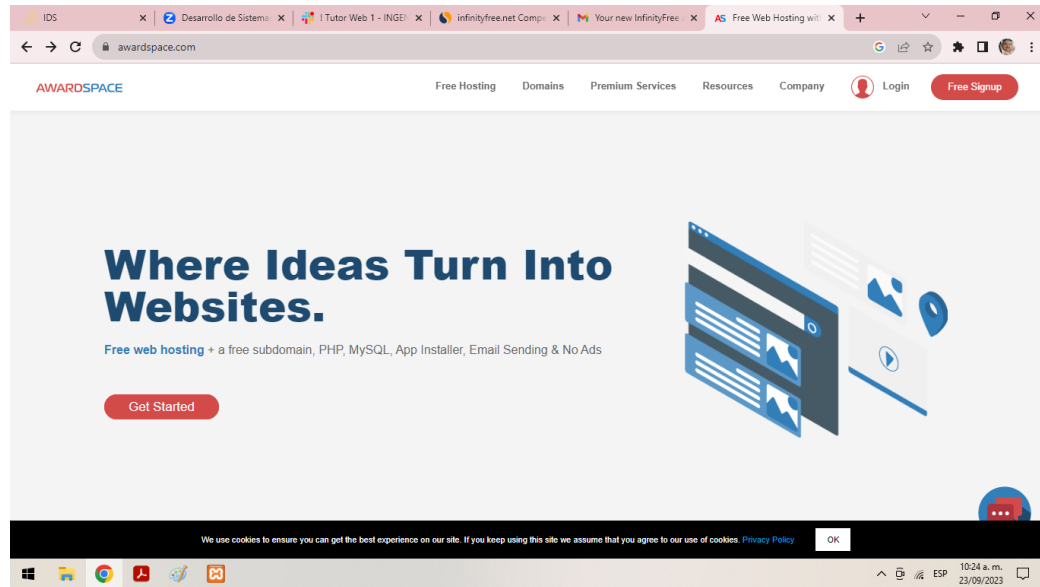 IDS
Desarrollo de Sistema
! Tutor Web 1 - INGEN
infinityfree.net Compe
Your new InfinityFree
AS Free Web Hosting wit
awardspace.com
AWARDSPACE
Free Hosting
Domains
Premium Services
Resources
Company
Login
Free Signup
Where Ideas Turn Into
Websites.
Free web hosting + a free subdomain, PHP, MySQL, App Installer, Email Sending & No Ads
Get Started
We use cookies to ensure you can get the best experience on our site. If you keep using this site we assume that you agree to our use of cookies. Privacy Policy
OK
ESP
10:24 a. m.
23/09/2023